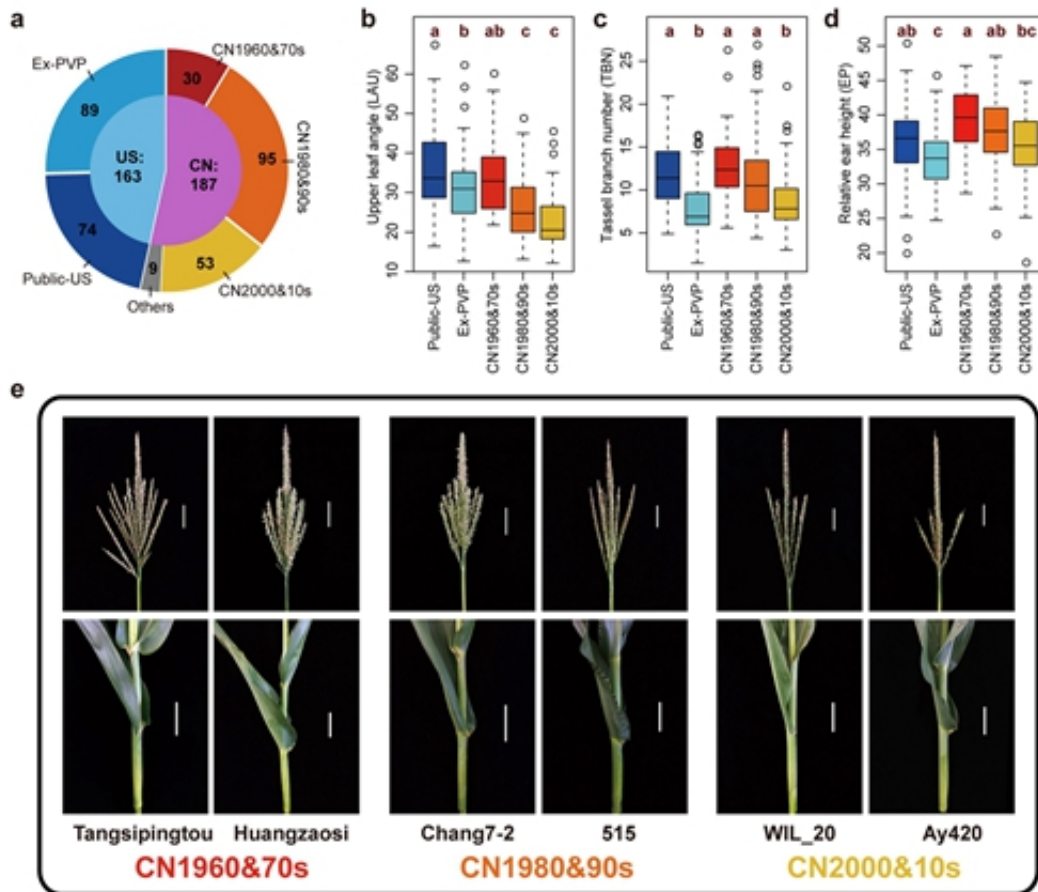 a
Ex-PVP
CN1960&70s
30
89
95
CN1980&90s
US:
163
CN:
187
74
Public-US
9
Others
53
CN2000&10s
b
a b ab c c
Upper leaf angle (LAU)
60
50
40
30
20
10
Public-US
Ex-PVP
CN1960&70s
CN1980&90s
CN2000&10s
c
a b a a b
Tassel branch number (TBN)
25
20
15
10
5
Public-US
Ex-PVP
CN1960&70s
CN1980&90s
CN2000&10s
d
ab c a ab bc
Relative ear height (EP)
50
45
40
35
30
25
20
Public-US
Ex-PVP
CN1960&70s
CN1980&90s
CN2000&10s
e
Tangsipingtou Huangzaosi Chang7-2 515 WIL_20 Ay420
CN1960&70s CN1980&90s CN2000&10s